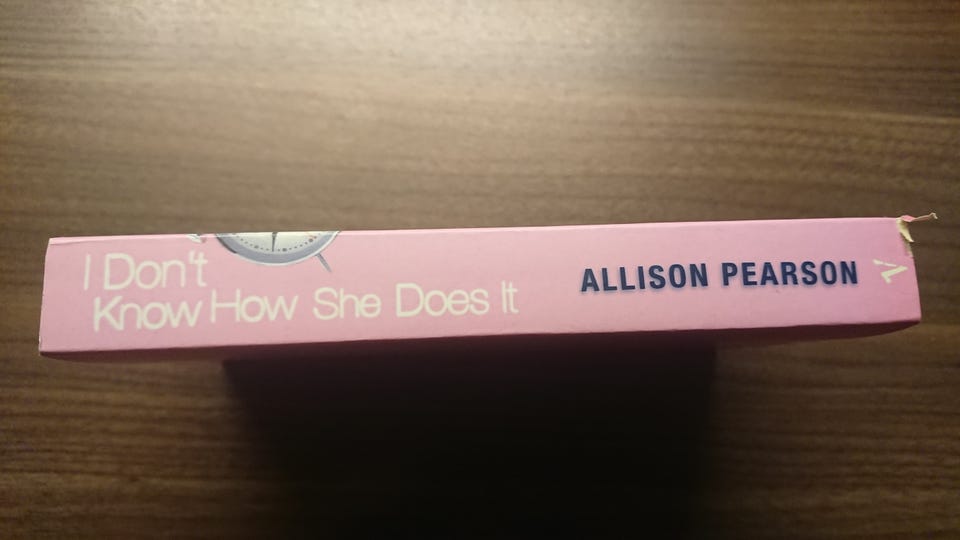 I Don't
Know How She Does It
ALLISON PEARSON